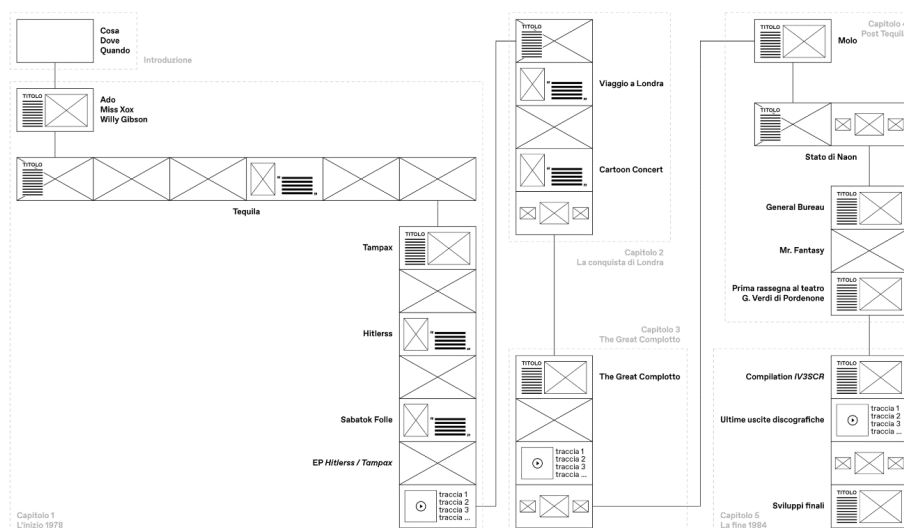 Cosa
Dove
Quando
Introduzione
TITOLO
Ado
Miss Xox
Willy Gibson
TITOLO
" "
Tequila
TITOLO
Tampax
Hitlerss
" "
Sabatok Folle
" "
EP Hitlerss / Tampax
traccia 1
traccia 2
traccia 3
traccia ...
Capitolo 1
L'inizio 1978
TITOLO
Viaggio a Londra
" "
Cartoon Concert
" "
Capitolo 2
La conquista di Londra
Capitolo 3
The Great Complotto
TITOLO
The Great Complotto
traccia 1
traccia 2
traccia 3
traccia ...
Capitolo 4
Post Tequila
TITOLO
Molo
TITOLO
Stato di Naon
General Bureau
TITOLO
Mr. Fantasy
Prima rassegna al teatro
G. Verdi di Pordenone
TITOLO
Compilation IV3SCR
TITOLO
Ultime uscite discografiche
traccia 1
traccia 2
traccia 3
traccia ...
Sviluppi finali
TITOLO
Capitolo 5
La fine 1984